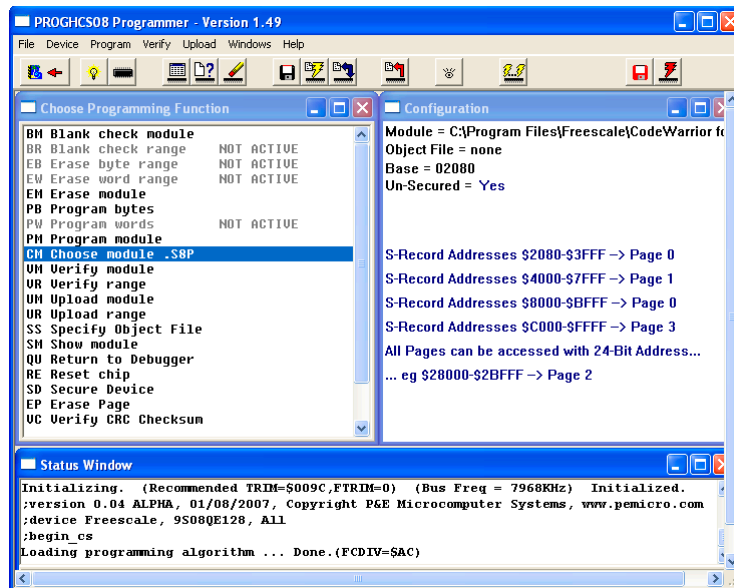 PROGHCS08 Programmer - Version 1.49
File Device Program Verify Upload Windows Help
Choose Programming Function
BM Blank check module
BR Blank check range NOT ACTIVE
EB Erase byte range NOT ACTIVE
EW Erase word range NOT ACTIVE
EM Erase module
PB Program bytes
PW Program words NOT ACTIVE
PM Program module
CM Choose module .S8P
VM Verify module
VR Verify range
UM Upload module
UR Upload range
SS Specify Object File
SM Show module
QU Return to Debugger
RE Reset chip
SD Secure Device
EP Erase Page
VC Verify CRC Checksum
Configuration
Module = C:\Program Files\Freescale\CodeWarrior fo
Object File = none
Base = 02080
Un-Secured = Yes
S-Record Addresses $2080-$3FFF –> Page 0
S-Record Addresses $4000-$7FFF –> Page 1
S-Record Addresses $8000-$BFFF –> Page 0
S-Record Addresses $C000-$FFFF –> Page 3
All Pages can be accessed with 24-Bit Address...
... eg $28000-$2BFFF –> Page 2
Status Window
Initializing. (Recommended TRIM=$009C,FTRIM=0) (Bus Freq = 7968KHz) Initialized.
;version 0.04 ALPHA, 01/08/2007, Copyright P&E Microcomputer Systems, www.pemicro.com
;device Freescale, 9S08QE128, All
;begin_cs
Loading programming algorithm ... Done.(FCDIV=$AC)